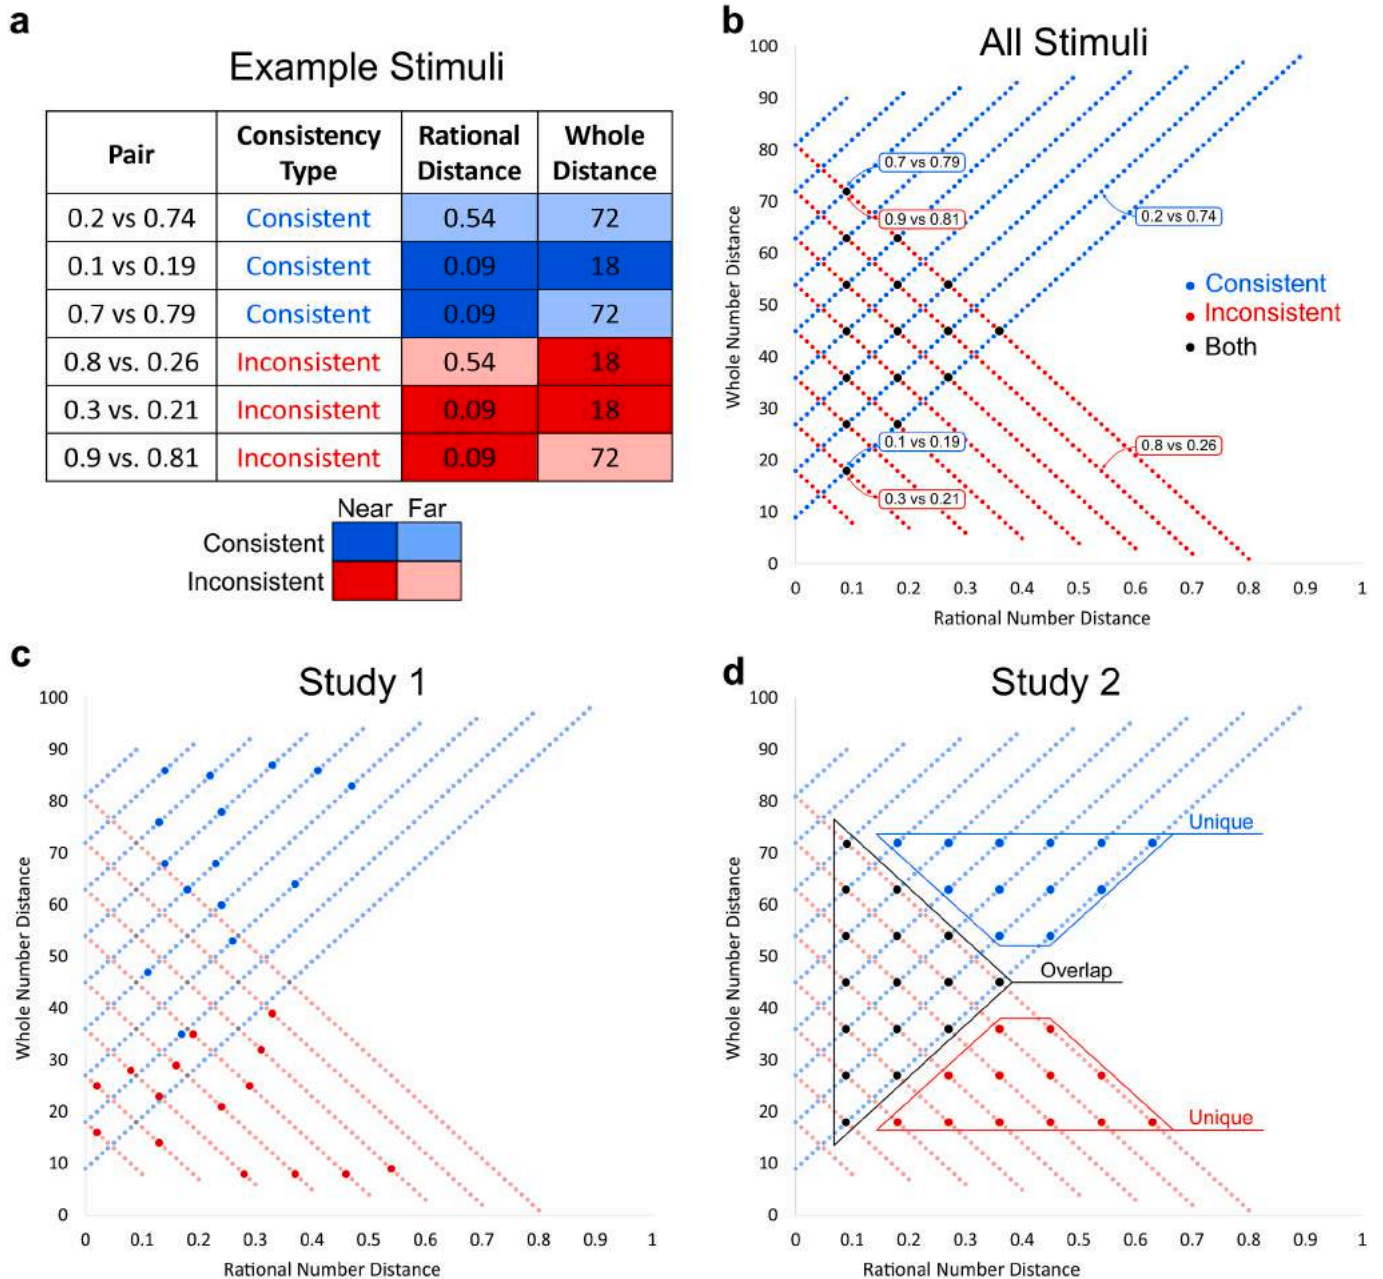 a
Example Stimuli
Pair Consistency Type Rational Distance Whole Distance
0.2 vs 0.74 Consistent 0.54 72
0.1 vs 0.19 Consistent 0.09 18
0.7 vs 0.79 Consistent 0.09 72
0.8 vs. 0.26 Inconsistent 0.54 18
0.3 vs. 0.21 Inconsistent 0.09 18
0.9 vs. 0.81 Inconsistent 0.09 72
Near Far
Consistent
Inconsistent
b
All Stimuli
Whole Number Distance
100
90
80
70
60
50
40
30
20
10
0
0.7 vs 0.79
0.9 vs 0.81
0.2 vs 0.74
Consistent
Inconsistent
Both
0.1 vs 0.19
0.8 vs 0.26
0.3 vs 0.21
0 0.1 0.2 0.3 0.4 0.5 0.6 0.7 0.8 0.9 1
Rational Number Distance
c
Study 1
Whole Number Distance
100
90
80
70
60
50
40
30
20
10
0
0 0.1 0.2 0.3 0.4 0.5 0.6 0.7 0.8 0.9 1
Rational Number Distance
d
Study 2
Whole Number Distance
100
90
80
70
60
50
40
30
20
10
0
Unique
Overlap
Unique
0 0.1 0.2 0.3 0.4 0.5 0.6 0.7 0.8 0.9 1
Rational Number Distance